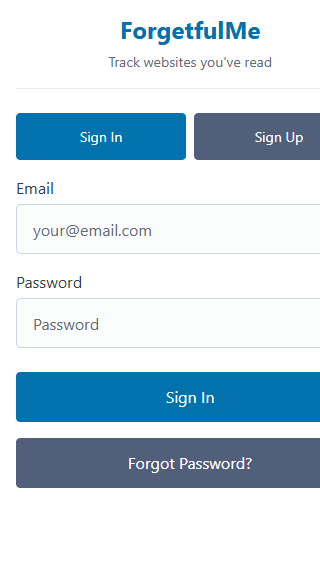 ForgetfulMe
Track websites you've read
Sign In
Sign Up
Email
your@email.com
Password
Password
Sign In
Forgot Password?